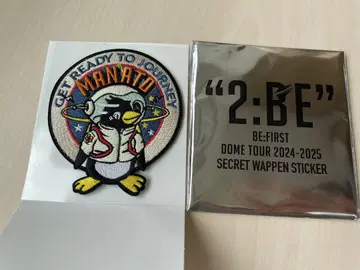 GET READY TO JOURNEY
MANATO
“2:BE”
BE:FIRST
DOME TOUR 2024-2025
SECRET WAPPEN STICKER